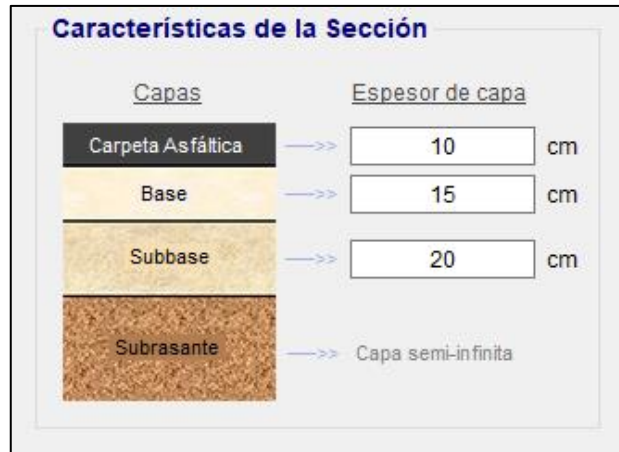 Características de la Sección
Capas Espesor de capa
Carpeta Asfáltica —>> 10 cm
Base —>> 15 cm
Subbase —>> 20 cm
Subrasante —>> Capa semi-infinita